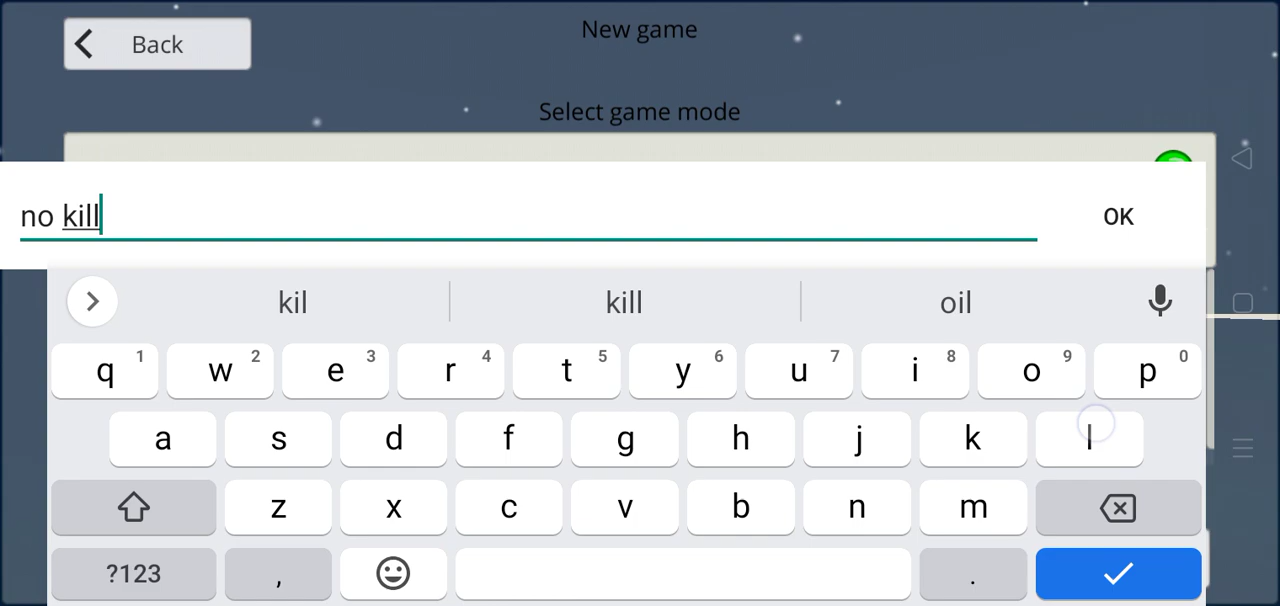 Back
New game
Select game mode
no kill
OK
kil kill oil
q 1 w 2 e 3 r 4 t 5 y 6 u 7 i 8 o 9 p 0
a s d f g h j k l
z x c v b n m
?123 , .